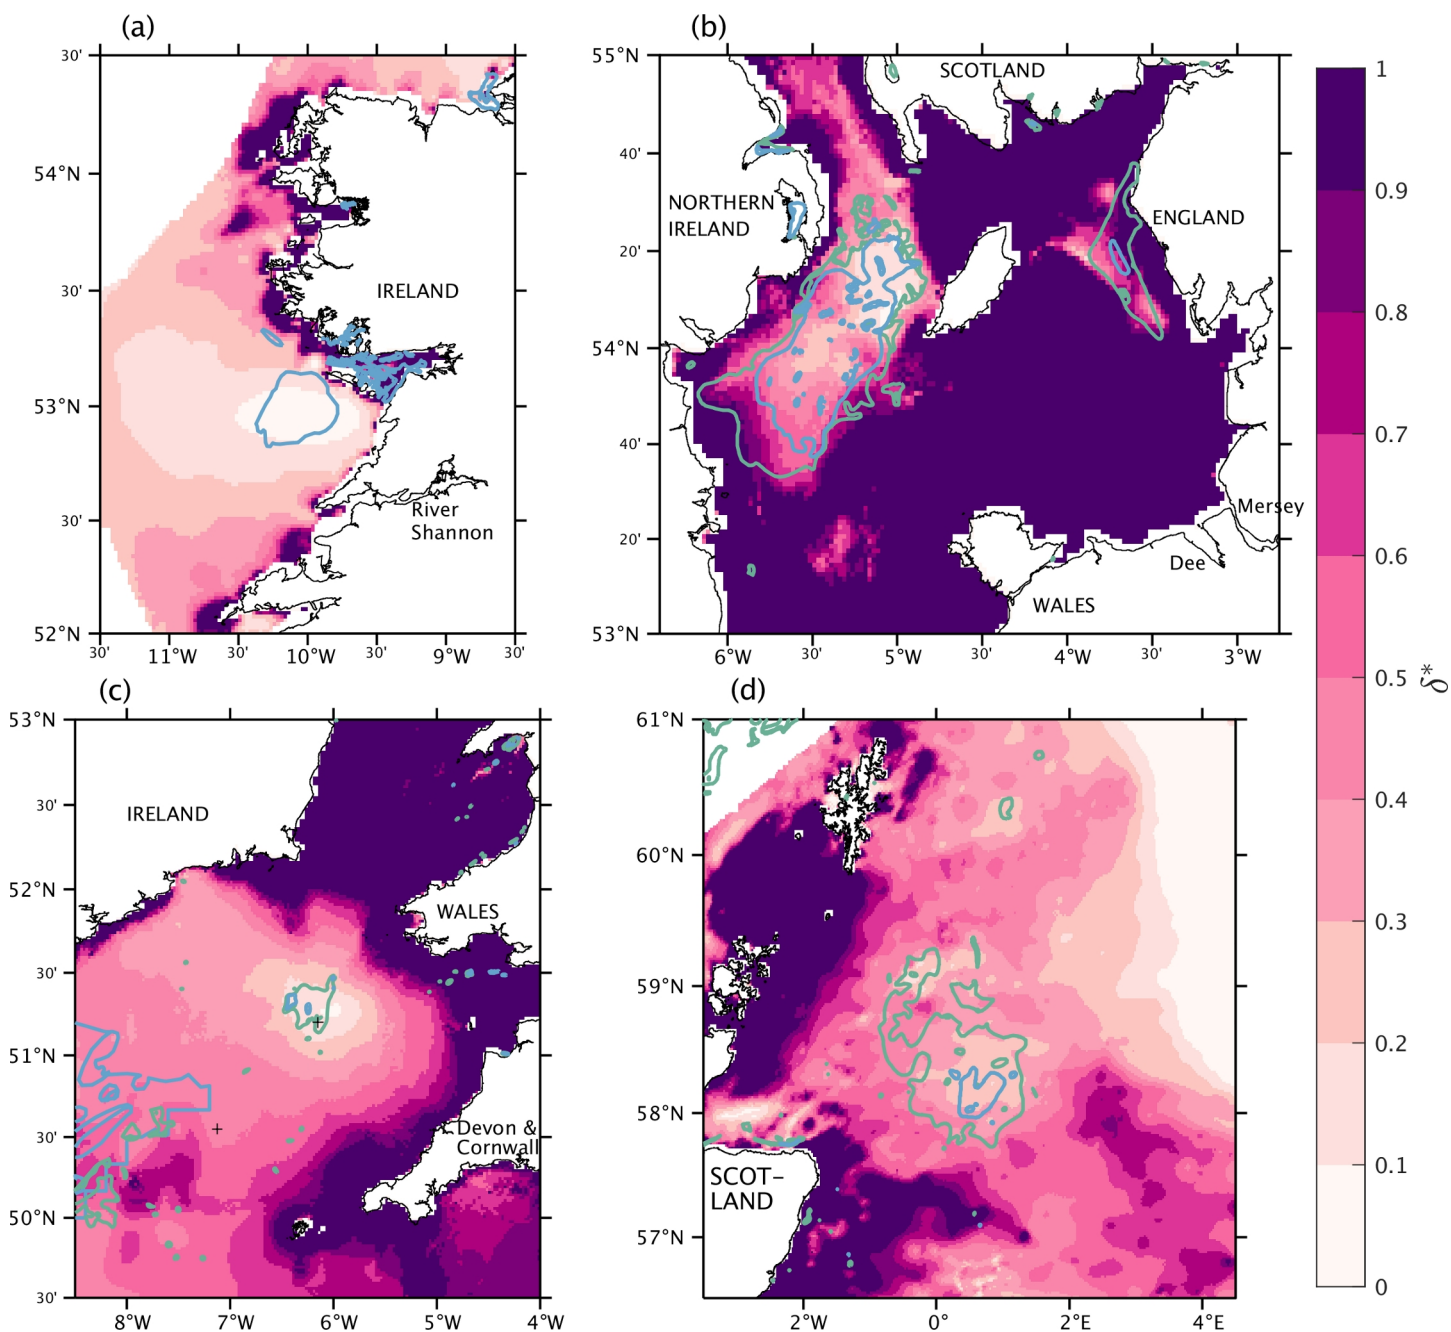 (a)
30'
54°N
30'
53°N
30'
52°N
30'
11°W
30'
10°W
30'
9°W
30'
IRELAND
River
Shannon
(b)
55°N
40'
20'
54°N
40'
20'
53°N
6°W
30'
5°W
30'
4°W
30'
3°W
SCOTLAND
NORTHERN
IRELAND
ENGLAND
Mersey
Dee
WALES
(c)
53°N
30'
52°N
30'
51°N
30'
50°N
30'
8°W
7°W
6°W
5°W
4°W
IRELAND
WALES
Devon &
Cornwall
(d)
61°N
60°N
59°N
58°N
57°N
2°W
0°
2°E
4°E
SCOT-
LAND
1
0.9
0.8
0.7
0.6
0.5
0.4
0.3
0.2
0.1
0
δ*